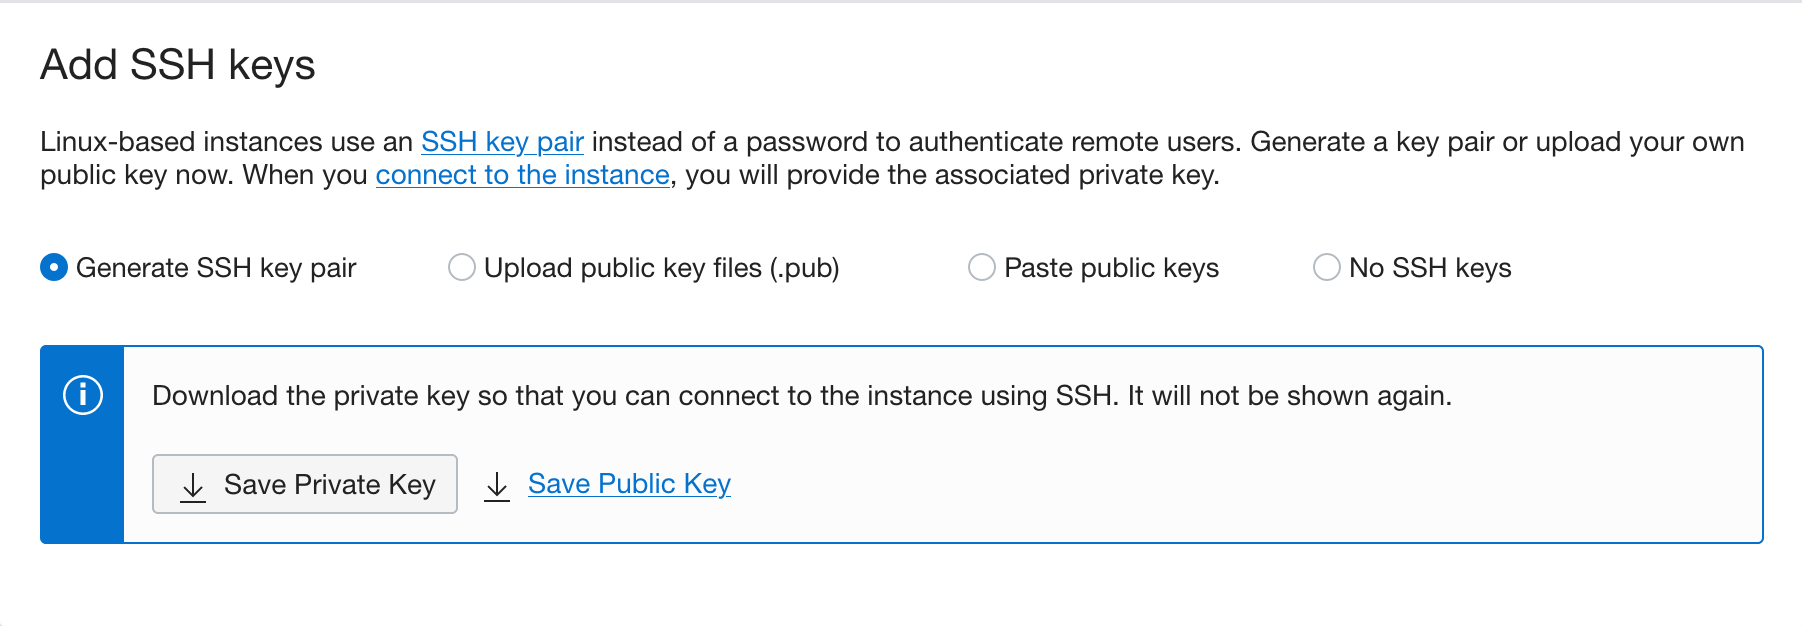 Add SSH keys
Linux-based instances use an SSH key pair instead of a password to authenticate remote users. Generate a key pair or upload your own
public key now. When you connect to the instance, you will provide the associated private key.
Generate SSH key pair Upload public key files (.pub) Paste public keys No SSH keys
Download the private key so that you can connect to the instance using SSH. It will not be shown again.
Save Private Key Save Public Key